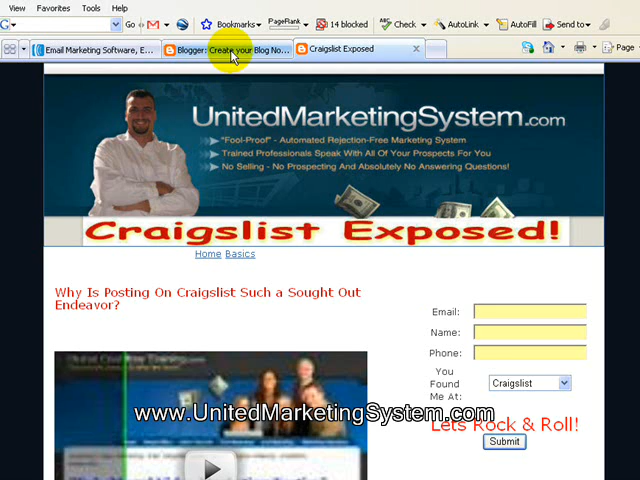 View Favorites Tools Help
G Go Bookmarks PageRank 14 blocked Check AutoLink AutoFill Send to
Email Marketing Software, E... Blogger: Create your Blog No... Craigslist Exposed Page
UnitedMarketingSystem.com
"Fool-Proof" - Automated Rejection-Free Marketing System
Trained Professionals Speak With All Of Your Prospects For You
No Selling - No Prospecting And Absolutely No Answering Questions!
Craigslist Exposed!
Home Basics
Why Is Posting On Craigslist Such a Sought Out
Endeavor?
Email:
Name:
Phone:
You
Found
Me At:
Craigslist
www.UnitedMarketingSystem.com
Lets Rock & Roll!
Submit